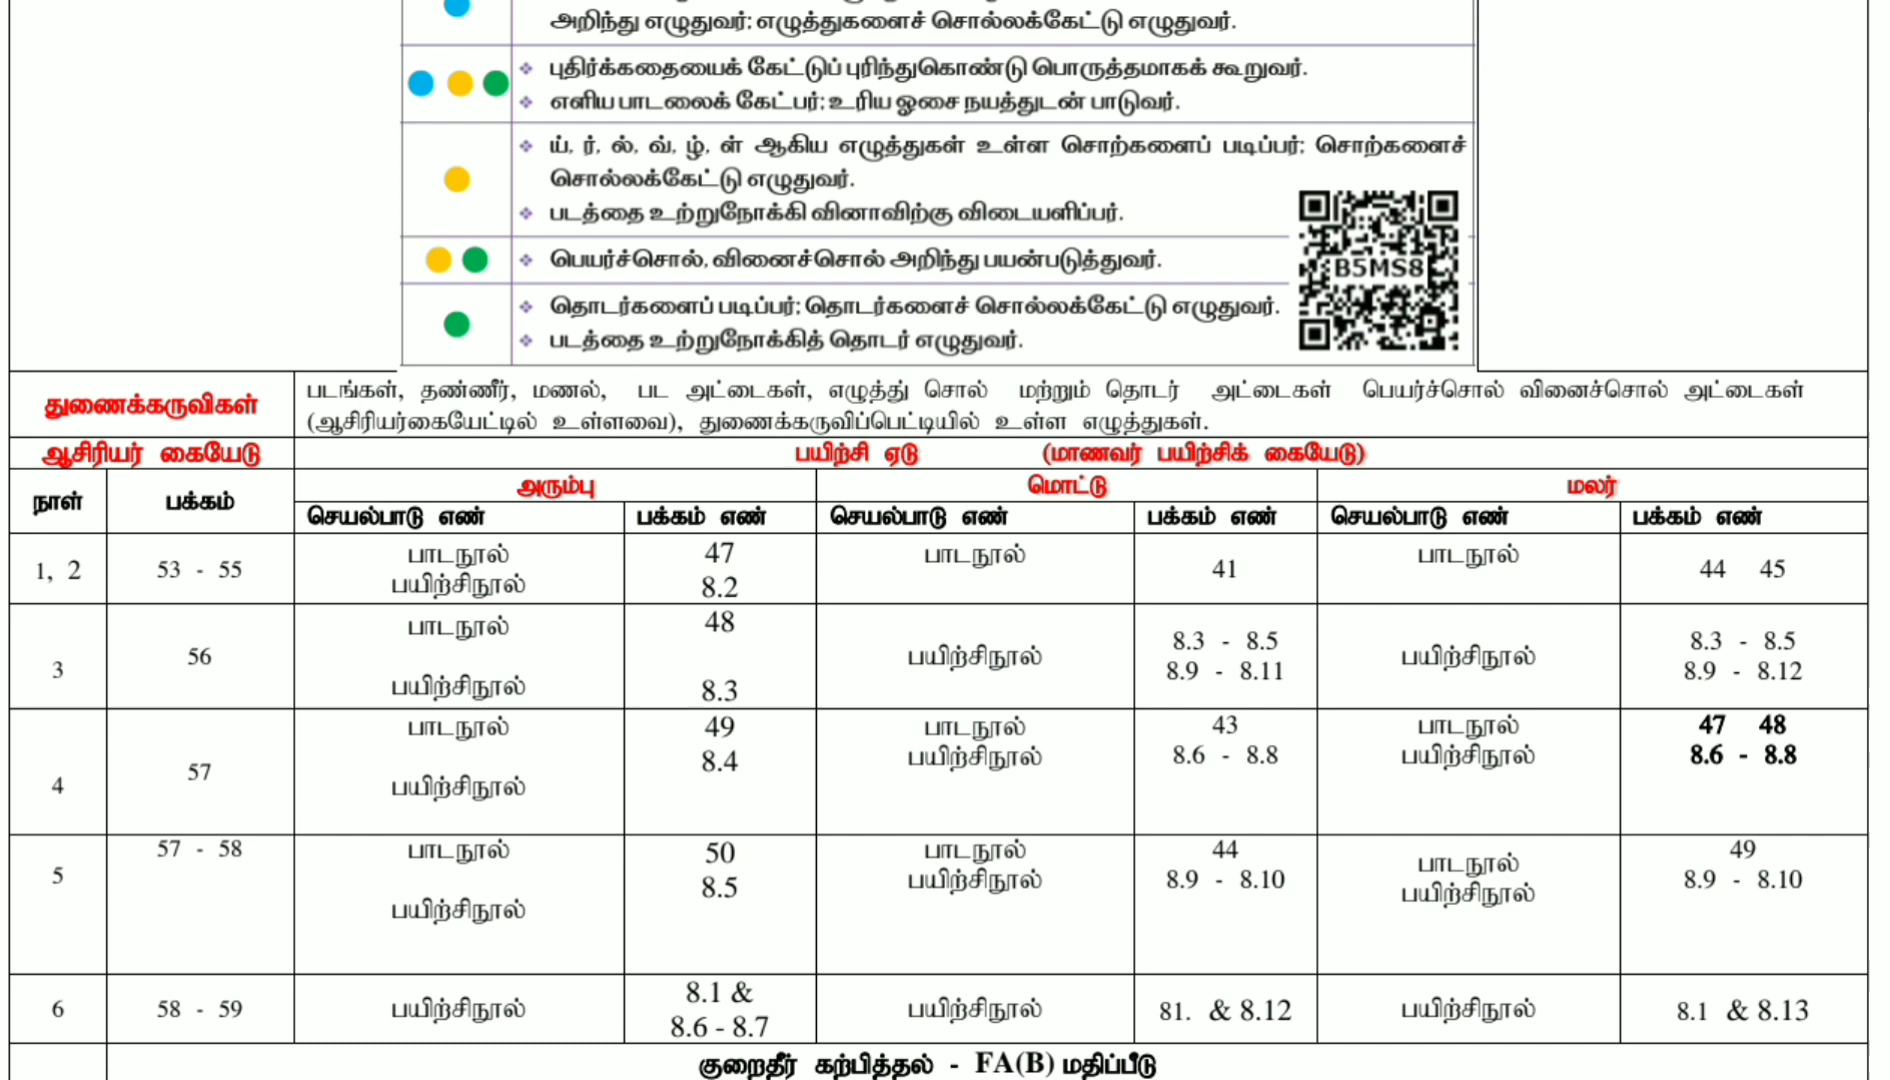 அறிந்து எழுதுவர்; எழுத்துகளைச் சொல்லக்கேட்டு எழுதுவர்.
❖ புதிர்க்கதையைக் கேட்டுப் புரிந்துகொண்டு பொருத்தமாகக் கூறுவர்.
❖ எளிய பாடலைக் கேட்பர்; உரிய ஓசை நயத்துடன் பாடுவர்.
❖ ய், ர், ல், வ், ழ், ள் ஆகிய எழுத்துகள் உள்ள சொற்களைப் படிப்பர்; சொற்களைச்
சொல்லக்கேட்டு எழுதுவர்.
❖ படத்தை உற்றுநோக்கி வினாவிற்கு விடையளிப்பர்.
❖ பெயர்ச்சொல், வினைச்சொல் அறிந்து பயன்படுத்துவர்.
B5MS8
❖ தொடர்களைப் படிப்பர்; தொடர்களைச் சொல்லக்கேட்டு எழுதுவர்.
❖ படத்தை உற்றுநோக்கித் தொடர் எழுதுவர்.
துணைக்கருவிகள் படங்கள், தண்ணீர், மணல், பட அட்டைகள், எழுத்து் சொல் மற்றும் தொடர் அட்டைகள் பெயர்ச்சொல் வினைச்சொல் அட்டைகள்
(ஆசிரியர்கையேட்டில் உள்ளவை), துணைக்கருவிப்பெட்டியில் உள்ள எழுத்துகள்.
ஆசிரியர் கையேடு பயிற்சி ஏடு (மாணவர் பயிற்சிக் கையேடு)
நாள் பக்கம் அரும்பு மொட்டு மலர்
செயல்பாடு எண் பக்கம் எண் செயல்பாடு எண் பக்கம் எண் செயல்பாடு எண் பக்கம் எண்
1, 2 53 - 55 பாடநூல் 47 பாடநூல் 41 பாடநூல் 44 45
பயிற்சிநூல் 8.2
3 56 பாடநூல் 48 பயிற்சிநூல் 8.3 - 8.5 பயிற்சிநூல் 8.3 - 8.5
பயிற்சிநூல் 8.3 8.9 - 8.11 8.9 - 8.12
4 57 பாடநூல் 49 பாடநூல் 43 பாடநூல் 47 48
பயிற்சிநூல் 8.4 பயிற்சிநூல் 8.6 - 8.8 பயிற்சிநூல் 8.6 - 8.8
5 57 - 58 பாடநூல் 50 பாடநூல் 44 பாடநூல் 49
பயிற்சிநூல் 8.5 பயிற்சிநூல் 8.9 - 8.10 பயிற்சிநூல் 8.9 - 8.10
6 58 - 59 பயிற்சிநூல் 8.1 & பயிற்சிநூல் 81. & 8.12 பயிற்சிநூல் 8.1 & 8.13
8.6 - 8.7
குறைதீர் கற்பித்தல் - FA(B) மதிப்பீடு